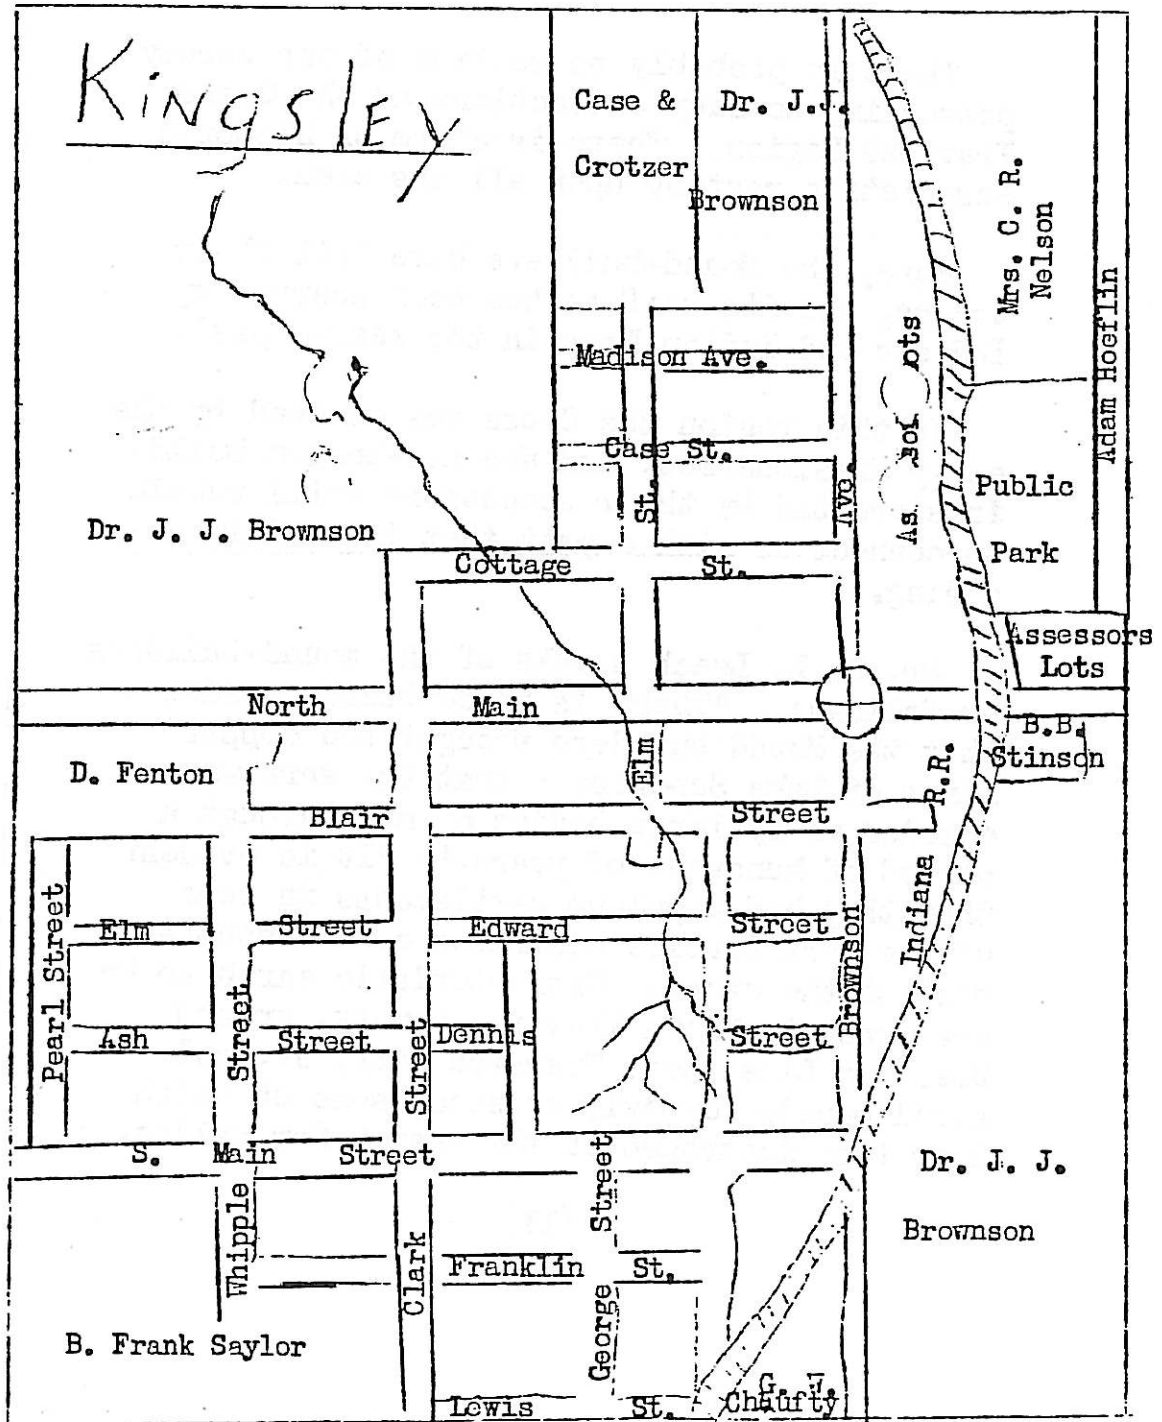 KINGSLEY
Case &
Crotzer
Dr. J.J.
Brownson
Mrs. C. R.
Nelson
Adam Hoeflin
Madison Ave.
Case St.
St.
Ave.
Public
Park
Dr. J. J. Brownson
Cottage St.
Assessors
Lots
North Main
Elm
B.B.
Stinson
D. Fenton
R.R.
Blair Street
Pearl Street
Elm Street
Edward Street
Brownson
Indiana
Street
Ash Street
Dennis Street
Street
S. Main Street
Dr. J. J.
Brownson
Whipple
Clark
George Street
Franklin St.
George
B. Frank Saylor
Lewis St.
Chaufty